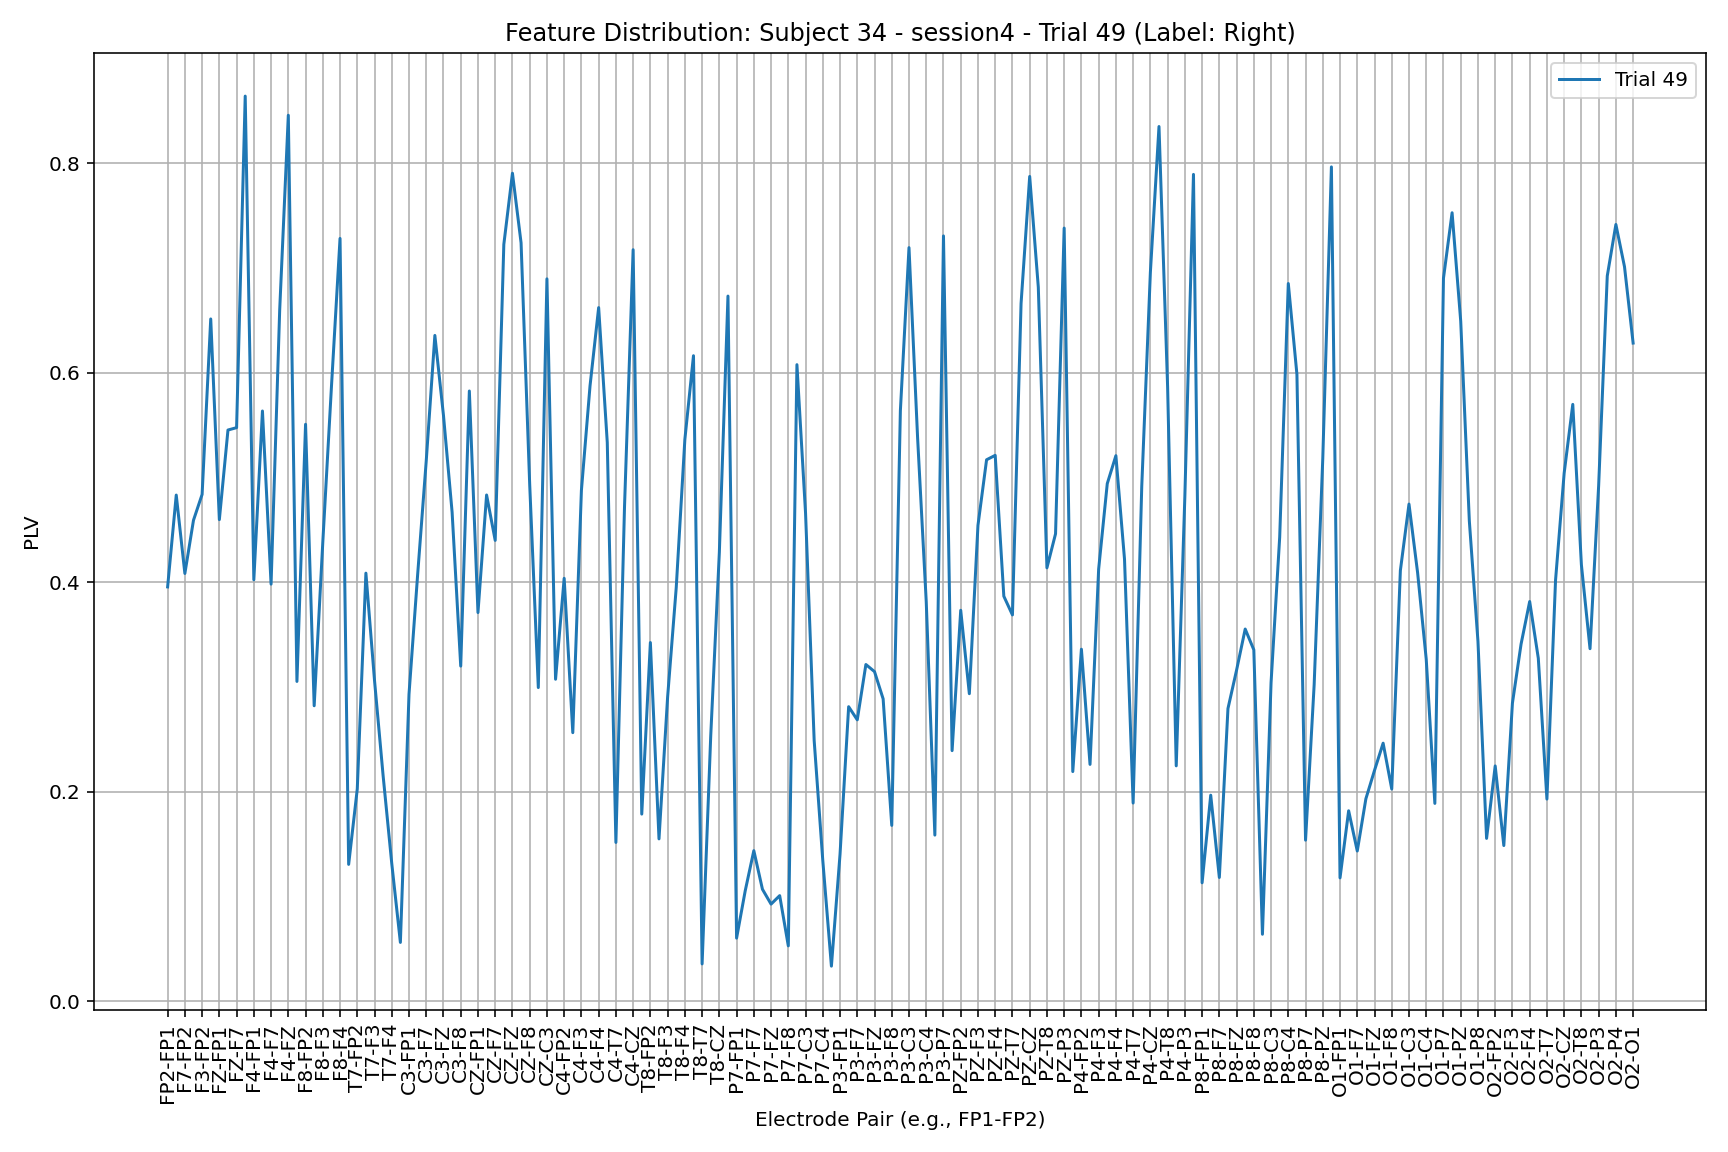 Feature Distribution: Subject 34 - session4 - Trial 49 (Label: Right)
Trial 49
PLV
0.8
0.6
0.4
0.2
0.0
FP2-FP1
F7-FP2
F3-FP2
FZ-FP1
FZ-F7
F4-FP1
F4-F7
F4-FZ
F8-FP2
F8-F3
F8-F4
T7-FP2
T7-F3
T7-F4
C3-FP1
C3-F7
C3-FZ
C3-F8
CZ-FP1
CZ-F7
CZ-FZ
CZ-F8
CZ-C3
C4-FP2
C4-F3
C4-F4
C4-T7
C4-CZ
T8-FP2
T8-F3
T8-F4
T8-T7
T8-CZ
P7-FP1
P7-F7
P7-FZ
P7-F8
P7-C3
P7-C4
P3-FP1
P3-F7
P3-FZ
P3-F8
P3-C3
P3-C4
P3-P7
PZ-FP2
PZ-F3
PZ-F4
PZ-T7
PZ-CZ
PZ-T8
PZ-P3
P4-FP2
P4-F3
P4-F4
P4-T7
P4-CZ
P4-T8
P4-P3
P8-FP1
P8-F7
P8-FZ
P8-F8
P8-C3
P8-C4
P8-P7
P8-PZ
O1-FP1
O1-F7
O1-FZ
O1-F8
O1-C3
O1-C4
O1-P7
O1-PZ
O1-P8
O2-FP2
O2-F3
O2-F4
O2-T7
O2-CZ
O2-T8
O2-P3
O2-P4
O2-O1
Electrode Pair (e.g., FP1-FP2)